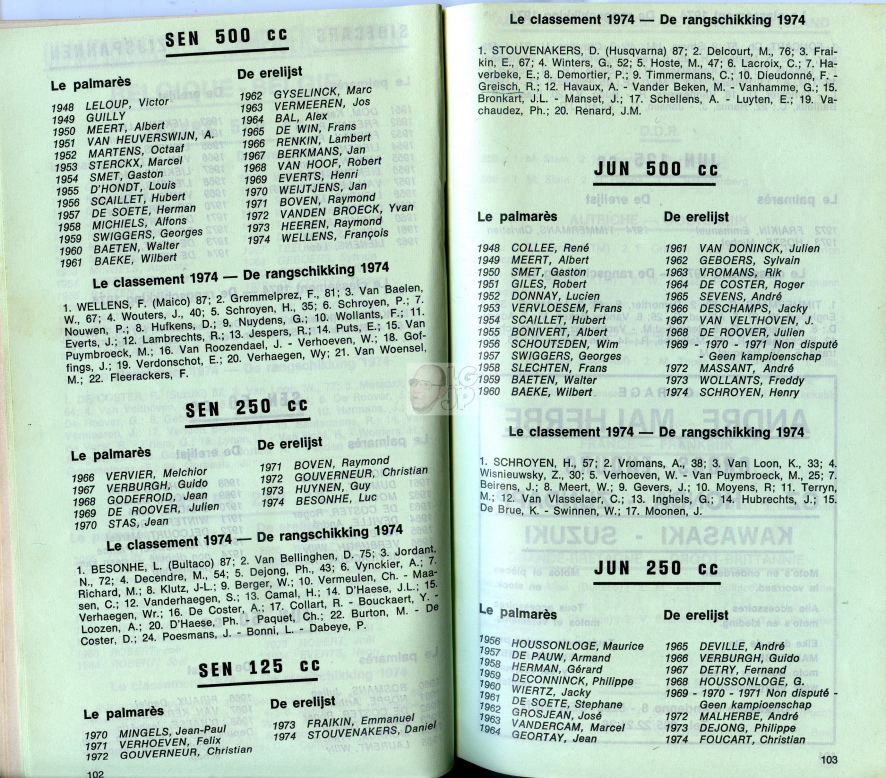 SEN 500 cc
Le palmarès
De erelijst
1948 LELOUP, Victor
1949 GUILLY
1950 MEERT, Albert
1951 VAN HEUVERSWIJN, A.
1952 MARTENS, Octaaf
1953 STERCKX, Marcel
1954 SMET, Gaston
1955 D'HONDT, Louis
1956 SCAILLET, Hubert
1957 DE SOETE, Herman
1958 MICHIELS, Alfons
1959 SWIGGERS, Georges
1960 BAETEN, Walter
1961 BAEKE, Wilbert
1962 GYSELINCK, Marc
1963 VERMEEREN, Jos
1964 BAL, Alex
1965 DE WIN, Frans
1966 RENKIN, Lambert
1967 BERKMANS, Jan
1968 VAN HOOF, Robert
1969 EVERTS, Henri
1970 WEIJTJENS, Jan
1971 BOVEN, Raymond
1972 VANDEN BROECK, Yvan
1973 HEEREN, Raymond
1974 WELLENS, François
Le classement 1974 — De rangschikking 1974
1. WELLENS, F. (Maico) 87; 2. Gremmelprez, F., 81; 3. Van Baelen,
W., 67; 4. Wouters, J., 40; 5. Schroyen, H., 35; 6. Schroyen, P.; 7.
Nouwen, P.; 8. Hufkens, D.; 9. Nuydens, G.; 10. Wollants, F.; 11.
Everts, J.; 12. Lambrechts, R.; 13. Jespers, R.; 14. Puts, E.; 15. Van
Puymbroeck, M.; 16. Van Roozendael, J. - Verhoeven, W.; 18. Gof-
fings, J.; 19. Verdonschot, E.; 20. Verhaegen, Wy; 21. Van Woensel,
M.; 22. Fleerackers, F.
SEN 250 cc
Le palmarès
De erelijst
1966 VERVIER, Melchior
1967 VERBURGH, Guido
1968 GODEFROID, Jean
1969 DE ROOVER, Julien
1970 STAS, Jean
1971 BOVEN, Raymond
1972 GOUVERNEUR, Christian
1973 HUYNEN, Guy
1974 BESONHE, Luc
Le classement 1974 — De rangschikking 1974
1. BESONHE, L. (Bultaco) 87; 2. Van Bellinghen, D. 75; 3. Jordant,
N., 72; 4. Decendre, M., 54; 5. Dejong, Ph., 43; 6. Vynckier, A.; 7.
Richard, M.; 8. Klutz, J-L.; 9. Berger, W.; 10. Vermeulen, Ch. - Maa-
sen, C.; 12. Vanderhaegen, S.; 13. Camal, H.; 14. D'Haese, J.L.; 15.
Verhaegen, Wr.; 16. De Coster, A.; 17. Collart, R. - Bouckaert, Y. -
Loozen, A.; 20. D'Haese, Ph. - Paquet, Ch.; 22. Burton, M. - De
Coster, D.; 24. Poesmans, J. - Bonni, L. - Dabeye, P.
SEN 125 cc
Le palmarès
De erelijst
1970 MINGELS, Jean-Paul
1971 VERHOEVEN, Felix
1972 GOUVERNEUR, Christian
1973 FRAIKIN, Emmanuel
1974 STOUVENAKERS, Daniel
102
Le classement 1974 — De rangschikking 1974
1. STOUVENAKERS, D. (Husqvarna) 87; 2. Delcourt, M., 76; 3. Frai-
kin, E., 67; 4. Winters, G., 52; 5. Hoste, M., 47; 6. Lacroix, C.; 7. Ha-
verbeke, E.; 8. Demortier, P.; 9. Timmermans, C.; 10. Dieudonné, F. -
Greisch, R.; 12. Havaux, A. - Vander Beken, M. - Vanhamme, G.; 15.
Bronkart, J.L. - Manset, J.; 17. Schellens, A. - Luyten, E.; 19. Va-
chaudez, Ph.; 20. Renard, J.M.
JUN 500 cc
Le palmarès
De erelijst
1948 COLLEE, René
1949 MEERT, Albert
1950 SMET, Gaston
1951 GILES, Robert
1952 DONNAY, Lucien
1953 VERVLOESEM, Frans
1954 SCAILLET, Hubert
1955 BONIVERT, Albert
1956 SCHOUTEDEN, Wim
1957 SWIGGERS, Georges
1958 SLECHTEN, Frans
1959 BAETEN, Walter
1960 BAEKE, Wilbert
1961 VAN DONINCK, Julien
1962 GEBOERS, Sylvain
1963 VROMANS, Rik
1964 DE COSTER, Roger
1965 SEVENS, André
1966 DESCHAMPS, Jacky
1967 VAN VELTHOVEN, J.
1968 DE ROOVER, Julien
1969 - 1970 - 1971 Non disputé
- Geen kampioenschap
1972 MASSANT, André
1973 WOLLANTS, Freddy
1974 SCHROYEN, Henry
Le classement 1974 — De rangschikking 1974
1. SCHROYEN, H., 57; 2. Vromans, A., 38; 3. Van Loon, K., 33; 4.
Wisnieuwsky, Z., 30; 5. Verhoeven, W. - Van Puymbroeck, M., 25; 7.
Beirens, J.; 8. Meert, W.; 9. Gevers, J.; 10. Moyens, R; 11. Terryn,
M.; 12. Van Vlasselaer, C.; 13. Inghels, G.; 14. Hubrechts, J.; 15.
De Brue, K. - Swinnen, W.; 17. Moonen, J.
JUN 250 cc
Le palmarès
De erelijst
1956 HOUSSONLOGE, Maurice
1957 DE PAUW, Armand
1958 HERMAN, Gérard
1959 DECONNINCK, Philippe
1960 WIERTZ, Jacky
1961 DE SOETE, Stephane
1962 GROSJEAN, José
1963 VANDERCAM, Marcel
1964 GEORTAY, Jean
1965 DEVILLE, André
1966 VERBURGH, Guido
1967 DETRY, Fernand
1968 HOUSSONLOGE, G.
1969 - 1970 - 1971 Non disputé -
Geen kampioenschap
1972 MALHERBE, André
1973 DEJONG, Philippe
1974 FOUCART, Christian
103